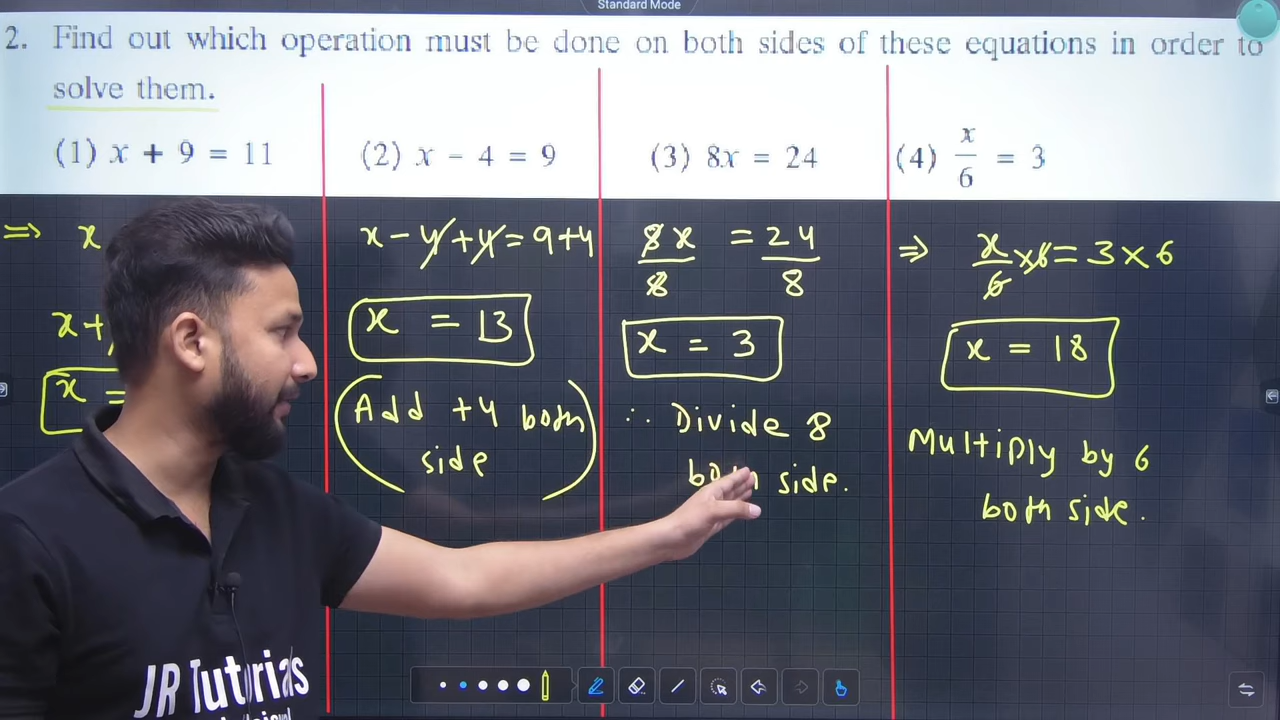 Standard Mode
2. Find out which operation must be done on both sides of these equations in order to
solve them.
(1) x + 9 = 11
(2) x - 4 = 9
(3) 8x = 24
(4) x/6 = 3
⇒ x
x+
x =
x - 4 + 4 = 9 + 4
x = 13
(Add +4 both
side)
8x/8 = 24/8
x = 3
∴ Divide 8
both side.
⇒ x/6 × 6 = 3 × 6
x = 18
Multiply by 6
both side.
JR Tutorials